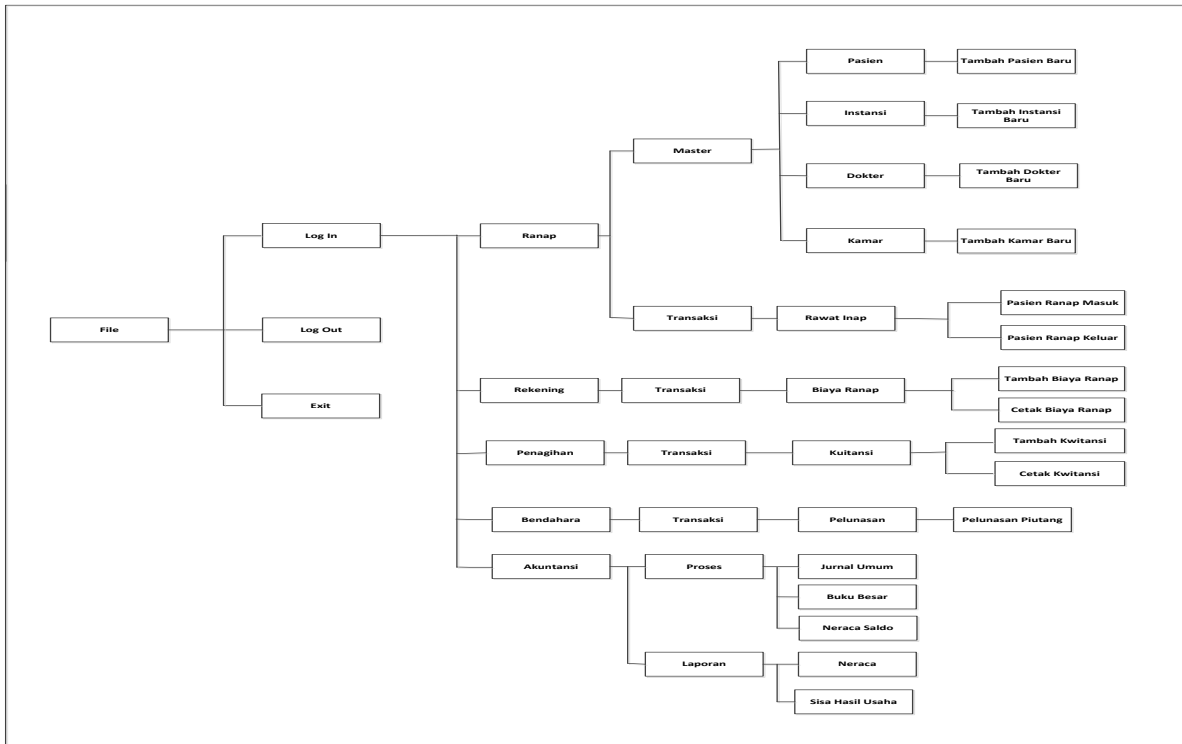 Pasien
Tambah Pasien Baru
Instansi
Tambah Instansi
Baru
Master
Dokter
Tambah Dokter
Baru
Log In
Ranap
Kamar
Tambah Kamar Baru
File
Log Out
Transaksi
Rawat Inap
Pasien Ranap Masuk
Pasien Ranap Keluar
Exit
Rekening
Transaksi
Biaya Ranap
Tambah Biaya Ranap
Cetak Biaya Ranap
Penagihan
Transaksi
Kuitansi
Tambah Kwitansi
Cetak Kwitansi
Bendahara
Transaksi
Pelunasan
Pelunasan Piutang
Akuntansi
Proses
Jurnal Umum
Buku Besar
Neraca Saldo
Laporan
Neraca
Sisa Hasil Usaha